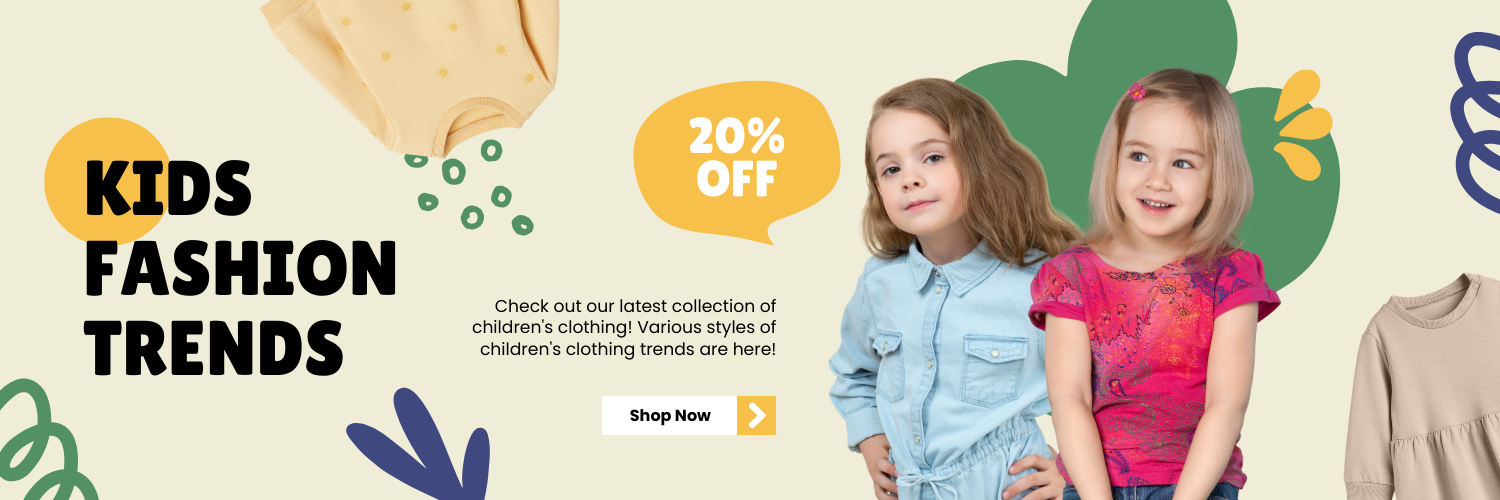 KIDS
FASHION
TRENDS
20%
OFF
Check out our latest collection of
children's clothing! Various styles of
children's clothing trends are here!
Shop Now